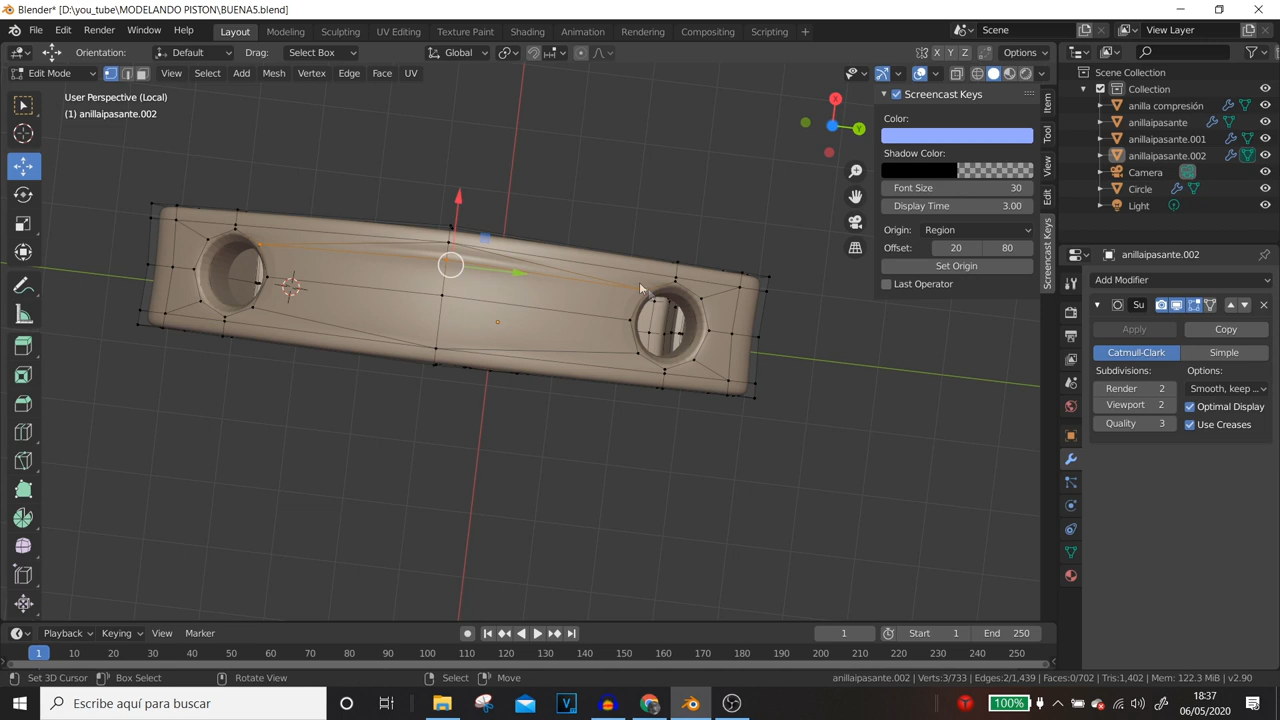 Blender* [D:\you_tube\MODELANDO PISTON\BUENA5.blend]
File Edit Render Window Help Layout Modeling Sculpting UV Editing Texture Paint Shading Animation Rendering Compositing Scripting + Scene View Layer
Orientation: Default Drag: Select Box Global X Y Z Options
Edit Mode View Select Add Mesh Vertex Edge Face UV
User Perspective (Local)
(1) anillaipasante.002
X
Y
Screencast Keys
Color:
Shadow Color:
Font Size 30
Display Time 3.00
Origin: Region
Offset: 20 80
Set Origin
Last Operator
Item
Tool
View
Edit
Screencast Keys
Scene Collection
Collection
anilla compresión
anillaipasante
anillaipasante.001
anillaipasante.002
Camera
Circle
Light
anillaipasante.002
Add Modifier
Su
Apply Copy
Catmull-Clark Simple
Subdivisions: Options:
Render 2 Smooth, keep ...
Viewport 2 Optimal Display
Quality 3 Use Creases
Playback Keying View Marker 1 Start 1 End 250
1 10 20 30 40 50 60 70 80 90 100 110 120 130 140 150 160 170 180 190 200 210 220 230 240 250
Set 3D Cursor Box Select Rotate View Select Move anillaipasante.002 | Verts:3/733 | Edges:2/1,439 | Faces:0/702 | Tris:1,402 | Mem: 122.3 MiB | v2.90
Escribe aquí para buscar 100% 18:37
06/05/2020